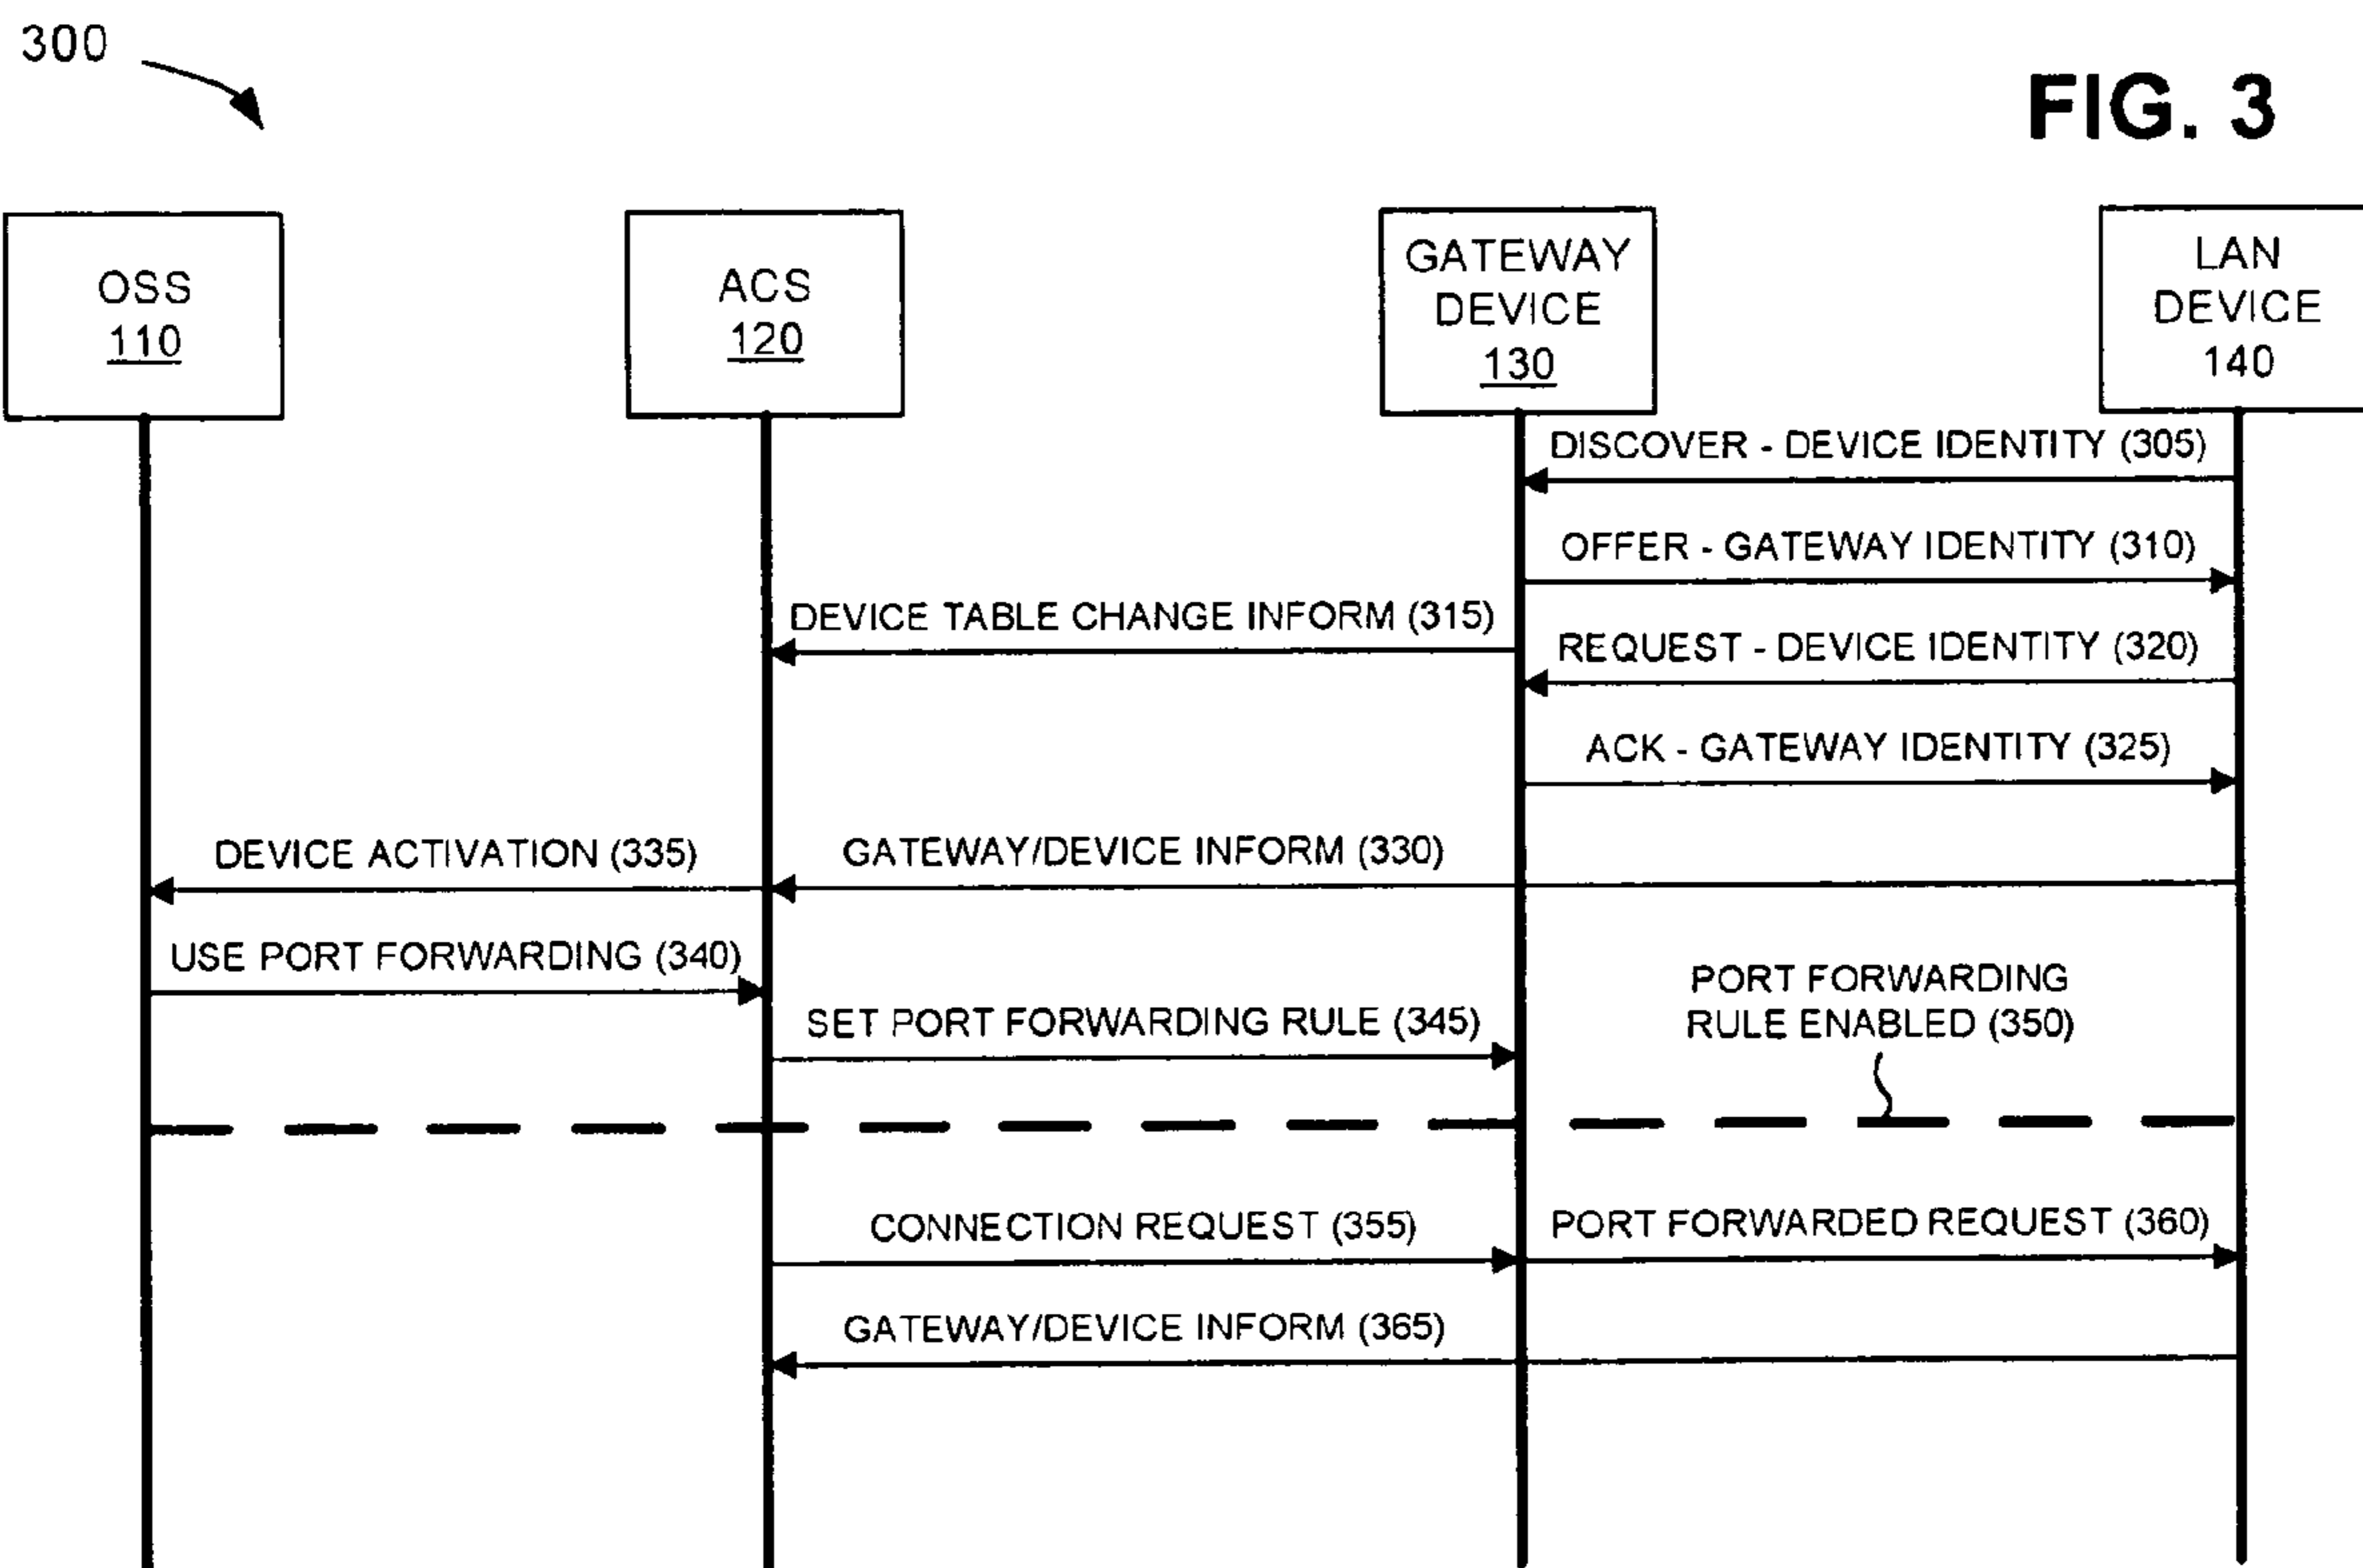 300
FIG. 3
OSS
110
ACS
120
GATEWAY
DEVICE
130
LAN
DEVICE
140
DISCOVER - DEVICE IDENTITY (305)
OFFER - GATEWAY IDENTITY (310)
DEVICE TABLE CHANGE INFORM (315)
REQUEST - DEVICE IDENTITY (320)
ACK - GATEWAY IDENTITY (325)
DEVICE ACTIVATION (335)
GATEWAY/DEVICE INFORM (330)
USE PORT FORWARDING (340)
SET PORT FORWARDING RULE (345)
PORT FORWARDING
RULE ENABLED (350)
CONNECTION REQUEST (355)
PORT FORWARDED REQUEST (360)
GATEWAY/DEVICE INFORM (365)